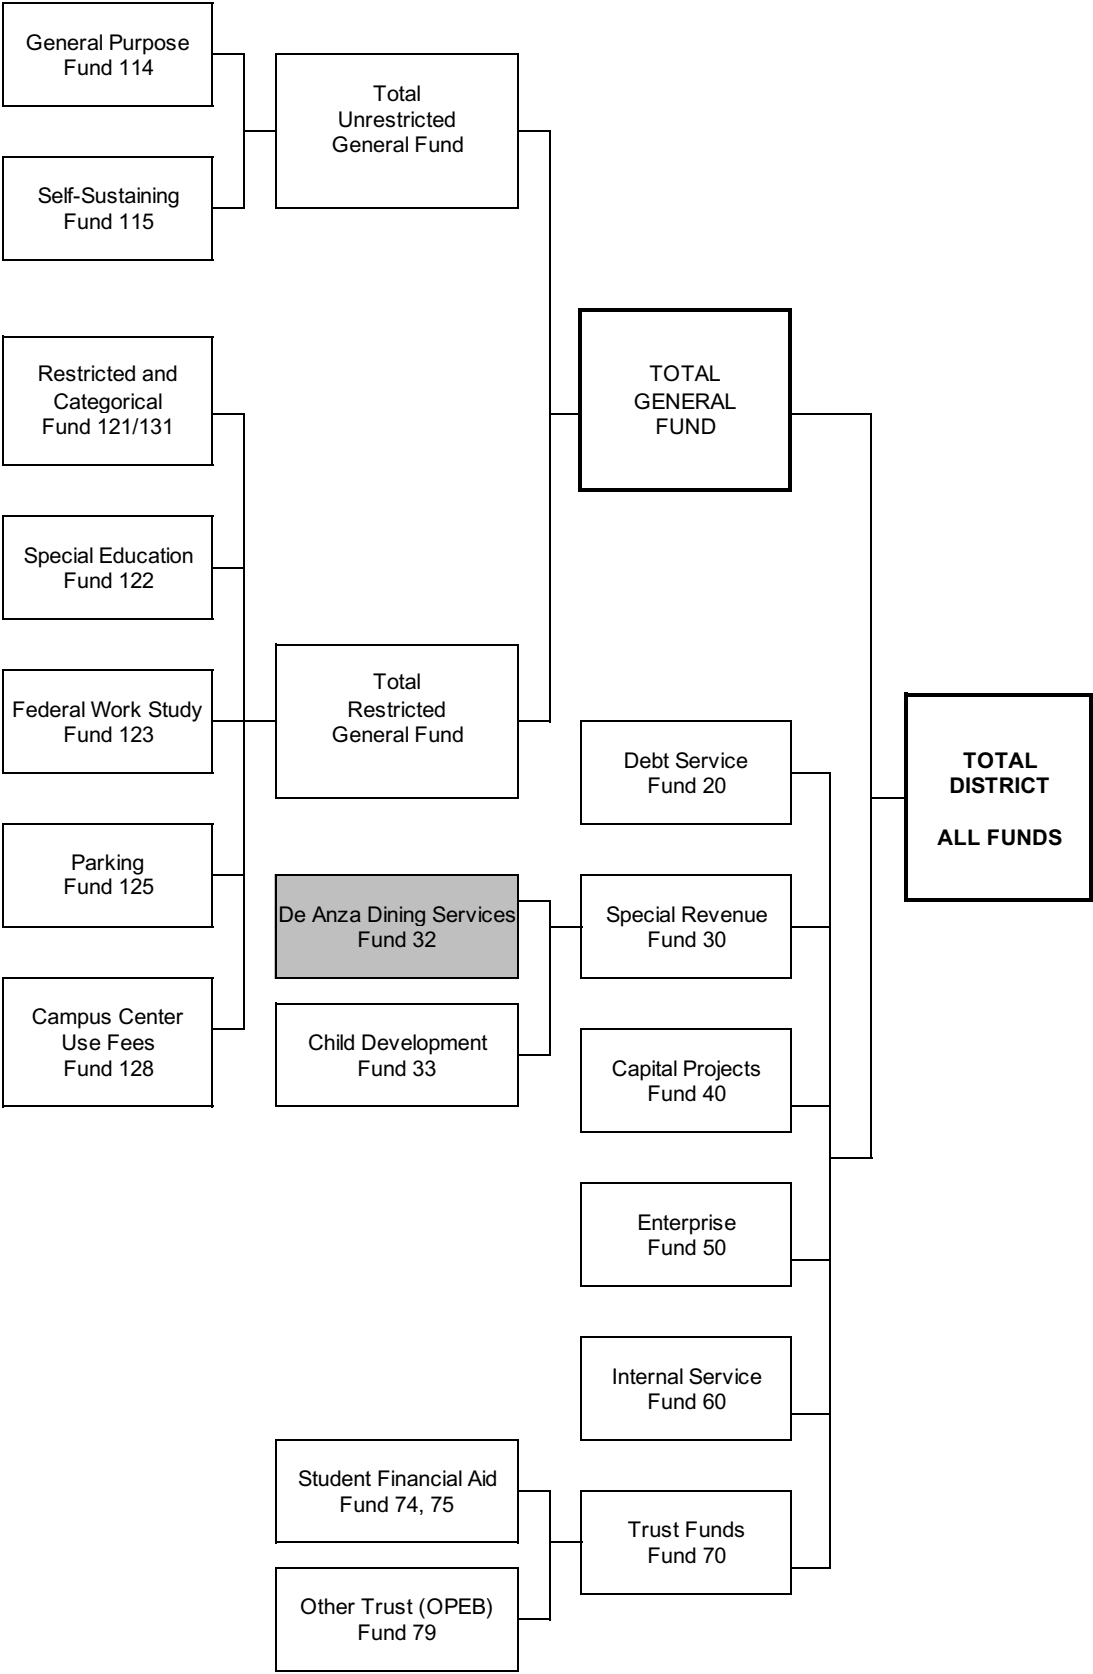 General Purpose
Fund 114
Self-Sustaining
Fund 115
Total
Unrestricted
General Fund
Restricted and
Categorical
Fund 121/131
Special Education
Fund 122
Federal Work Study
Fund 123
Parking
Fund 125
Campus Center
Use Fees
Fund 128
Total
Restricted
General Fund
TOTAL
GENERAL
FUND
De Anza Dining Services
Fund 32
Child Development
Fund 33
Debt Service
Fund 20
Special Revenue
Fund 30
Capital Projects
Fund 40
Enterprise
Fund 50
Internal Service
Fund 60
Student Financial Aid
Fund 74, 75
Other Trust (OPEB)
Fund 79
Trust Funds
Fund 70
TOTAL
DISTRICT
ALL FUNDS